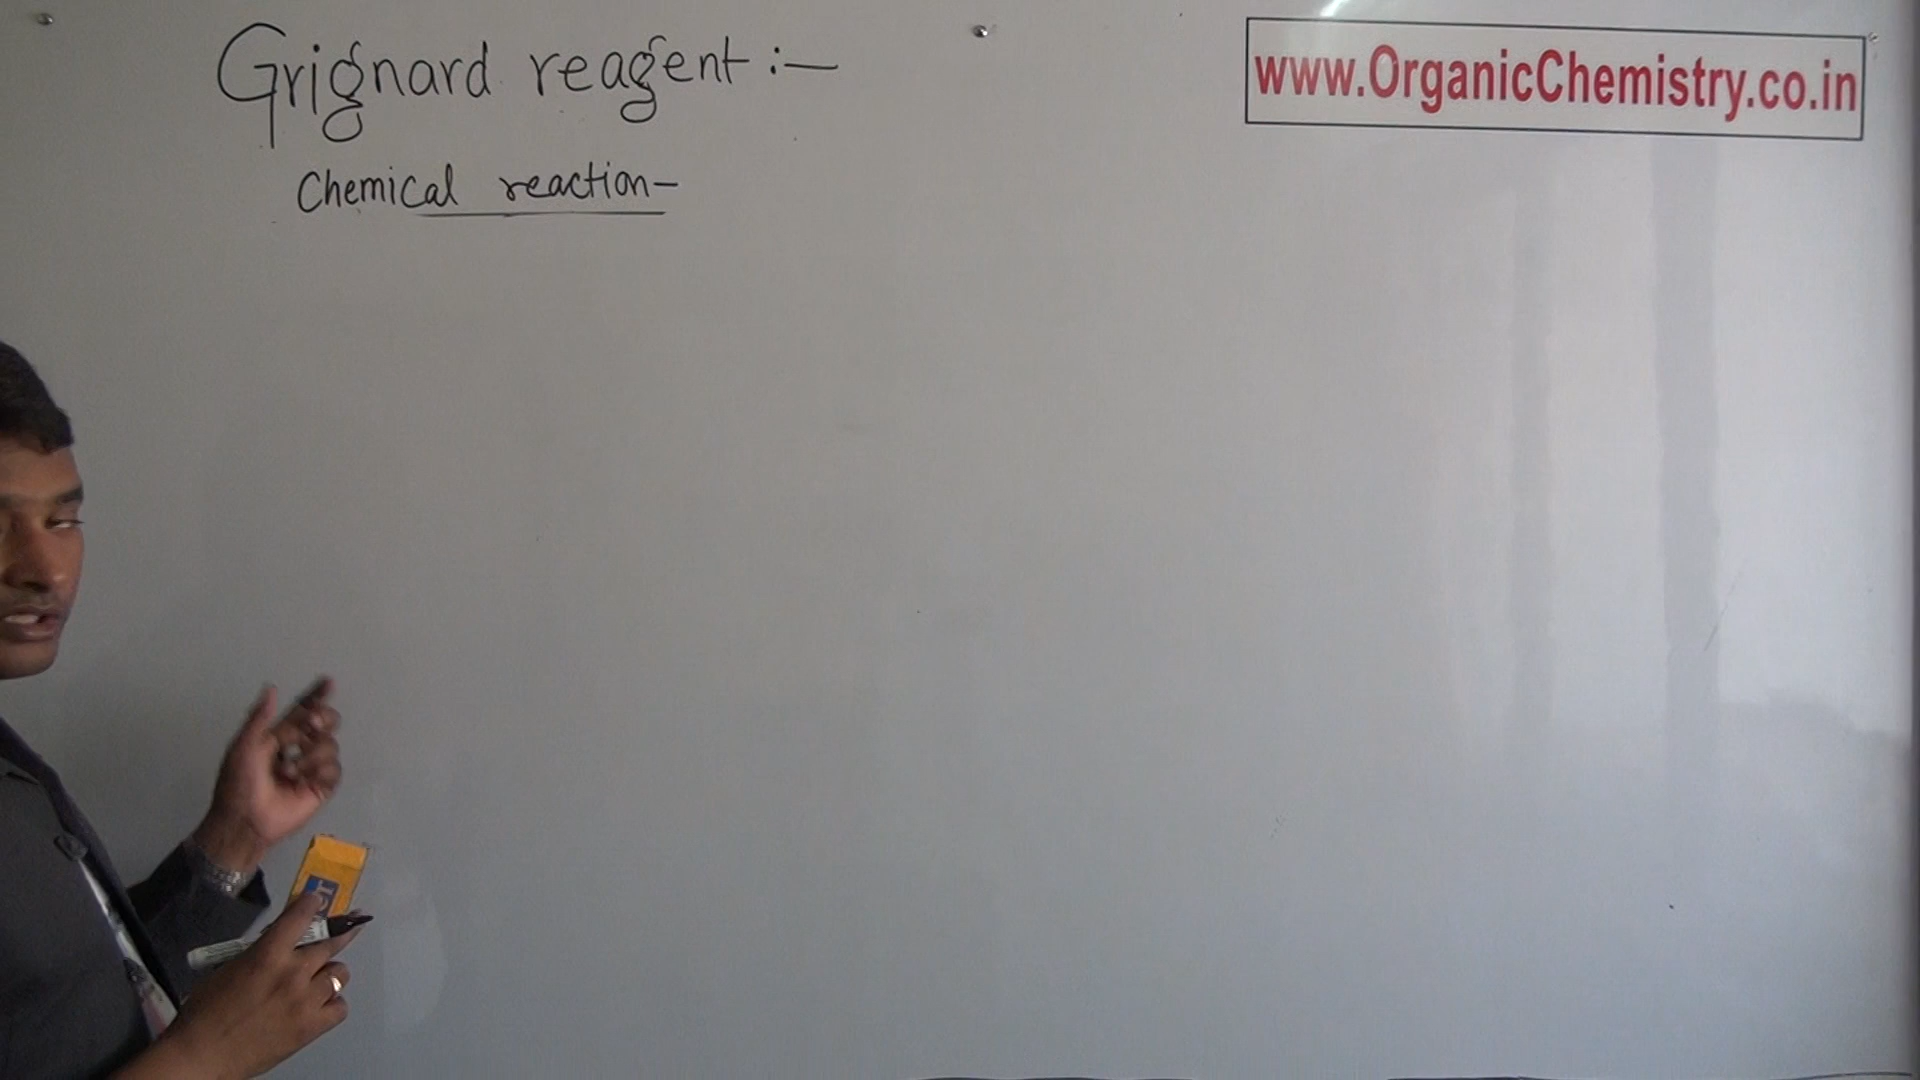 Grignard reagent :—
www.OrganicChemistry.co.in
Chemical reaction—